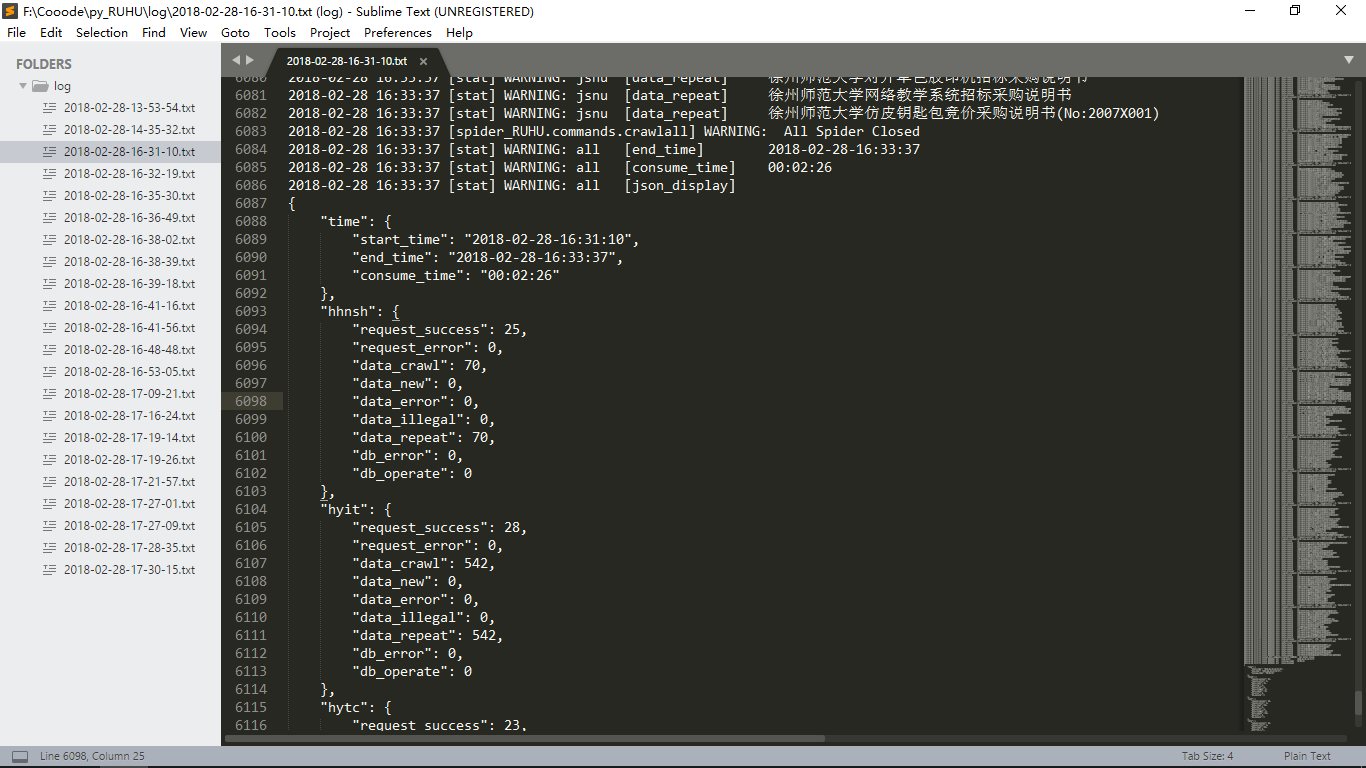 F:\Cooode\py_RUHU\log\2018-02-28-16-31-10.txt (log) - Sublime Text (UNREGISTERED)
File Edit Selection Find View Goto Tools Project Preferences Help
FOLDERS
log
2018-02-28-13-53-54.txt
2018-02-28-14-35-32.txt
2018-02-28-16-31-10.txt
2018-02-28-16-32-19.txt
2018-02-28-16-35-30.txt
2018-02-28-16-36-49.txt
2018-02-28-16-38-02.txt
2018-02-28-16-38-39.txt
2018-02-28-16-39-18.txt
2018-02-28-16-41-16.txt
2018-02-28-16-41-56.txt
2018-02-28-16-48-48.txt
2018-02-28-16-53-05.txt
2018-02-28-17-09-21.txt
2018-02-28-17-16-24.txt
2018-02-28-17-19-14.txt
2018-02-28-17-19-26.txt
2018-02-28-17-21-57.txt
2018-02-28-17-27-01.txt
2018-02-28-17-27-09.txt
2018-02-28-17-28-35.txt
2018-02-28-17-30-15.txt
2018-02-28-16-31-10.txt ×
6080 2018-02-28 16:33:37 [stat] WARNING: jsnu [data_repeat]
6081 2018-02-28 16:33:37 [stat] WARNING: jsnu [data_repeat] 徐州师范大学网络教学系统招标采购说明书
6082 2018-02-28 16:33:37 [stat] WARNING: jsnu [data_repeat] 徐州师范大学仿皮钥匙包竞价采购说明书(No:2007X001)
6083 2018-02-28 16:33:37 [spider_RUHU.commands.crawlall] WARNING: All Spider Closed
6084 2018-02-28 16:33:37 [stat] WARNING: all [end_time] 2018-02-28-16:33:37
6085 2018-02-28 16:33:37 [stat] WARNING: all [consume_time] 00:02:26
6086 2018-02-28 16:33:37 [stat] WARNING: all [json_display]
6087 {
6088 "time": {
6089 "start_time": "2018-02-28-16:31:10",
6090 "end_time": "2018-02-28-16:33:37",
6091 "consume_time": "00:02:26"
6092 },
6093 "hhnsh": {
6094 "request_success": 25,
6095 "request_error": 0,
6096 "data_crawl": 70,
6097 "data_new": 0,
6098 "data_error": 0,
6099 "data_illegal": 0,
6100 "data_repeat": 70,
6101 "db_error": 0,
6102 "db_operate": 0
6103 },
6104 "hyit": {
6105 "request_success": 28,
6106 "request_error": 0,
6107 "data_crawl": 542,
6108 "data_new": 0,
6109 "data_error": 0,
6110 "data_illegal": 0,
6111 "data_repeat": 542,
6112 "db_error": 0,
6113 "db_operate": 0
6114 },
6115 "hytc": {
6116 "request_success": 23,
Line 6098, Column 25
Tab Size: 4
Plain Text